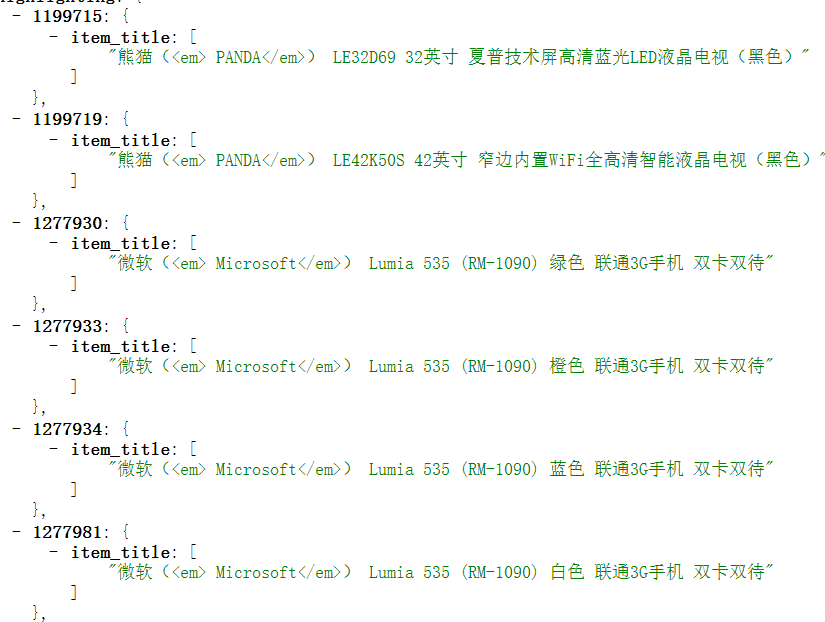 - 1199715: {
- item_title: [
"熊猫（<em> PANDA</em>） LE32D69 32英寸 夏普技术屏高清蓝光LED液晶电视（黑色）"
]
},
- 1199719: {
- item_title: [
"熊猫（<em> PANDA</em>） LE42K50S 42英寸 窄边内置WiFi全高清智能液晶电视（黑色）"
]
},
- 1277930: {
- item_title: [
"微软（<em> Microsoft</em>） Lumia 535 (RM-1090) 绿色 联通3G手机 双卡双待"
]
},
- 1277933: {
- item_title: [
"微软（<em> Microsoft</em>） Lumia 535 (RM-1090) 橙色 联通3G手机 双卡双待"
]
},
- 1277934: {
- item_title: [
"微软（<em> Microsoft</em>） Lumia 535 (RM-1090) 蓝色 联通3G手机 双卡双待"
]
},
- 1277981: {
- item_title: [
"微软（<em> Microsoft</em>） Lumia 535 (RM-1090) 白色 联通3G手机 双卡双待"
]
},